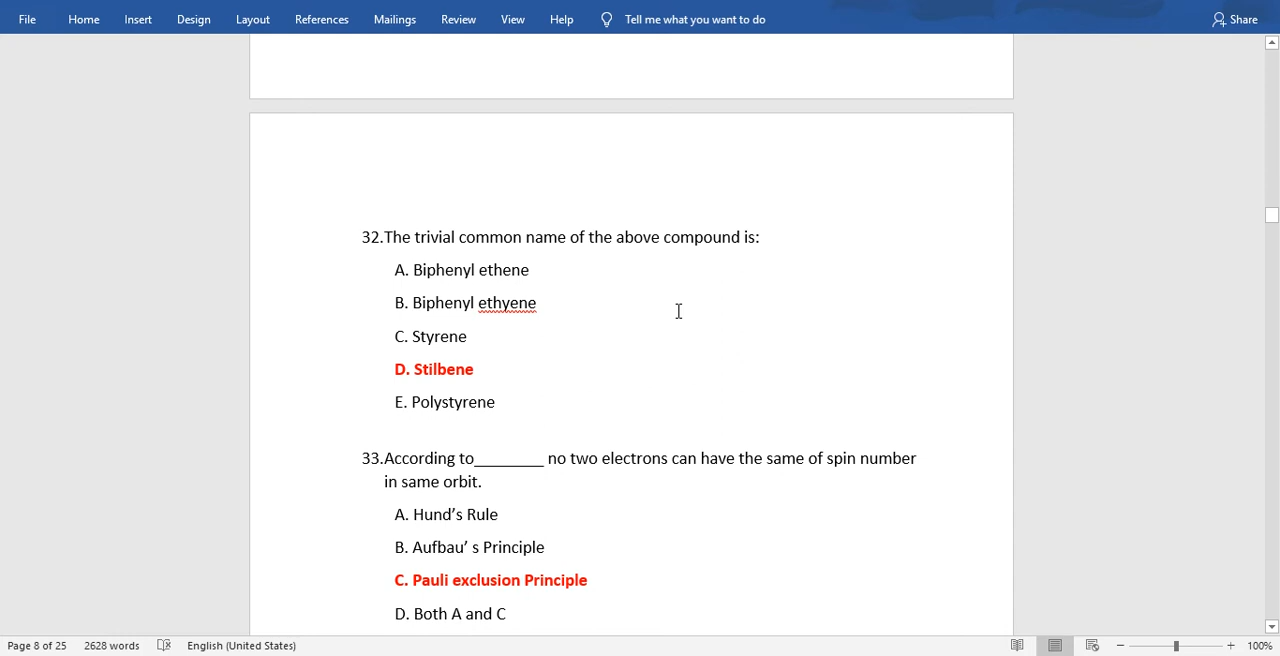 File Home Insert Design Layout References Mailings Review View Help Tell me what you want to do Share
32.The trivial common name of the above compound is:
A. Biphenyl ethene
B. Biphenyl ethyene
C. Styrene
D. Stilbene
E. Polystyrene
33.According to________ no two electrons can have the same of spin number
in same orbit.
A. Hund’s Rule
B. Aufbau’ s Principle
C. Pauli exclusion Principle
D. Both A and C
Page 8 of 25 2628 words English (United States) 100%